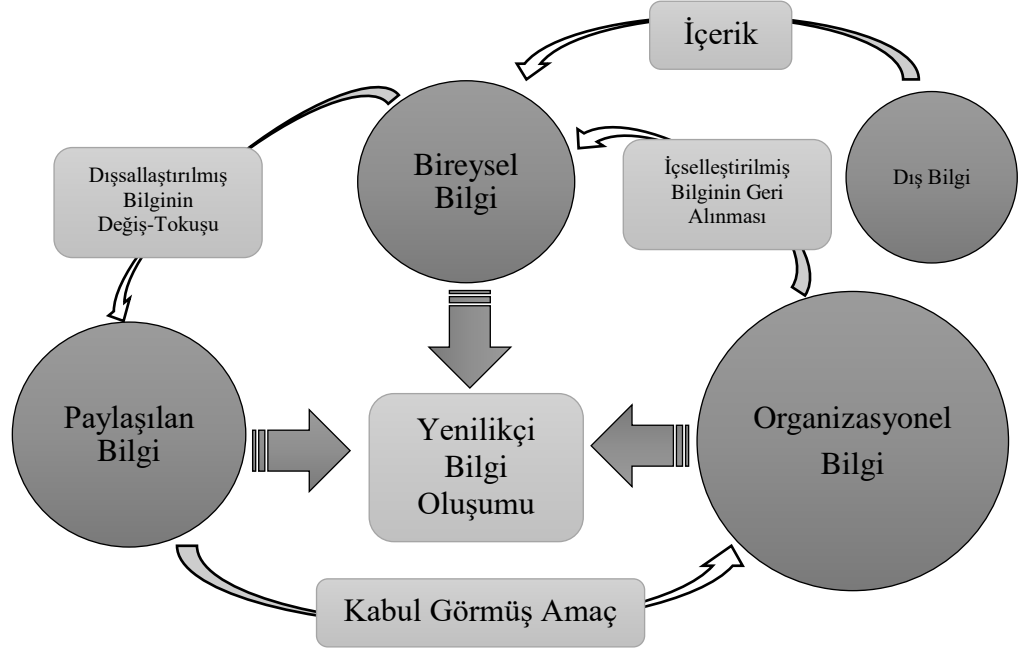 İçerik
Bireysel
Bilgi
Dışsallaştırılmış
Bilginin
Değiş-Tokuşu
İçselleştirilmiş
Bilginin Geri
Alınması
Dış Bilgi
Paylaşılan
Bilgi
Yenilikçi
Bilgi
Oluşumu
Organizasyonel
Bilgi
Kabul Görmüş Amaç